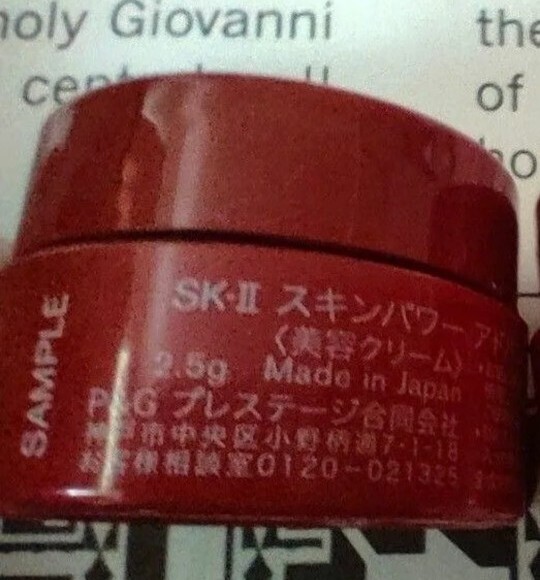 holy Giovanni
the
of
SAMPLE
SK-II スキンパワー アド
〈美容クリーム〉
2.5g Made in Japan
P&G プレステージ合同会社
神戸市中央区小野柄通7-1-18
お客様相談室0120-021325